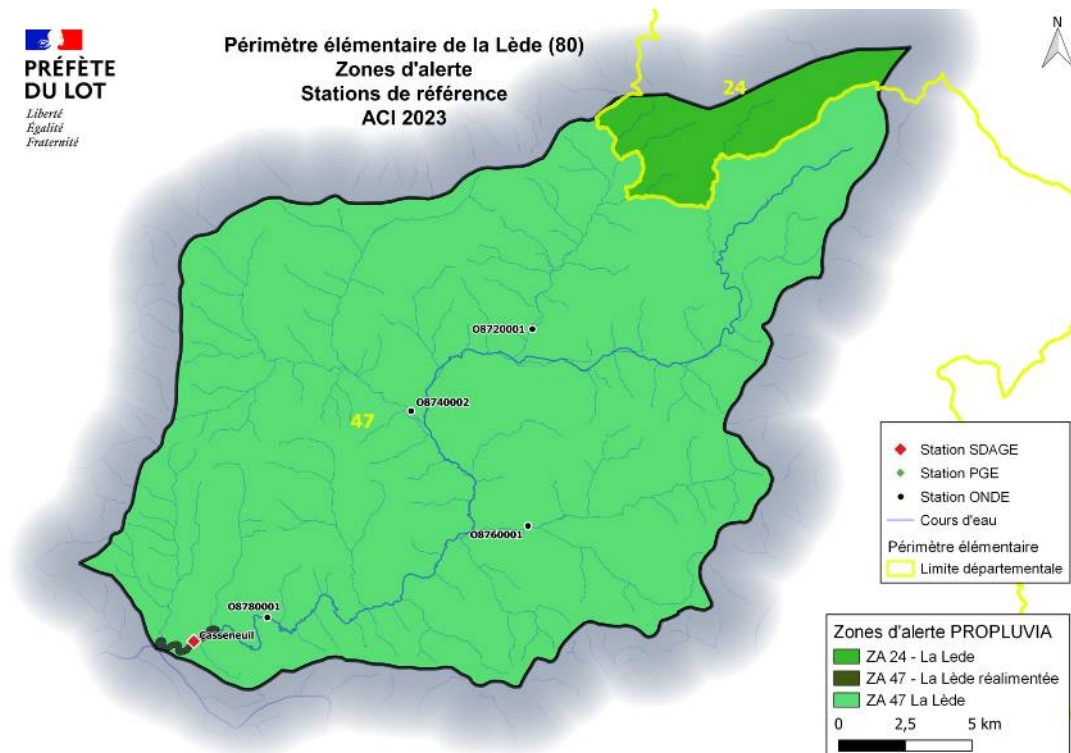 PRÉFÈTE
DU LOT
Liberté
Égalité
Fraternité
Périmètre élémentaire de la Lède (80)
Zones d'alerte
Stations de référence
ACI 2023
N
24
O8720001
O8740002
47
O8760001
O8780001
Casseneuil
Station SDAGE
Station PGE
Station ONDE
Cours d'eau
Périmètre élémentaire
Limite départementale
Zones d'alerte PROPLUVIA
ZA 24 - La Lede
ZA 47 - La Lède réalimentée
ZA 47 La Lède
0 2,5 5 km